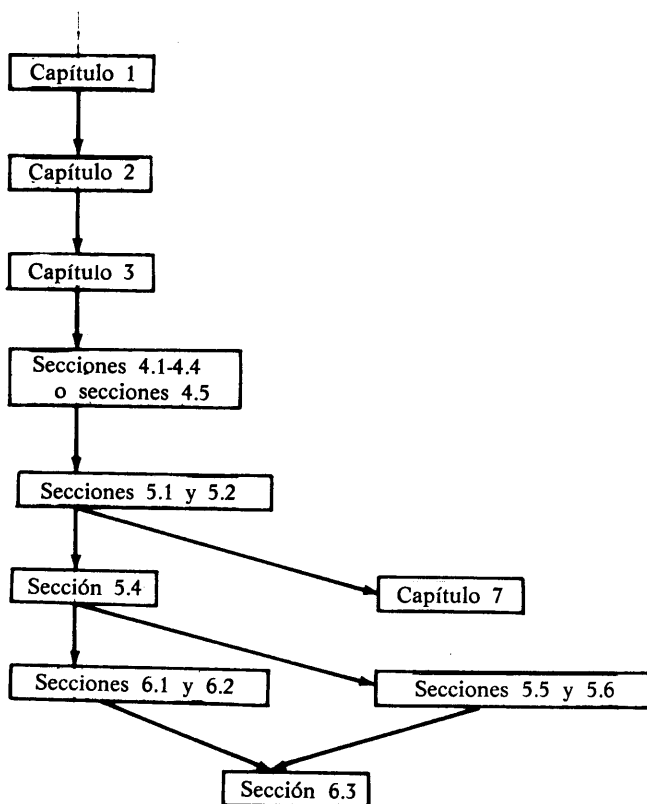 Capítulo 1
Capítulo 2
Capítulo 3
Secciones 4.1-4.4
o secciones 4.5
Secciones 5.1 y 5.2
Sección 5.4
Capítulo 7
Secciones 6.1 y 6.2
Secciones 5.5 y 5.6
Sección 6.3